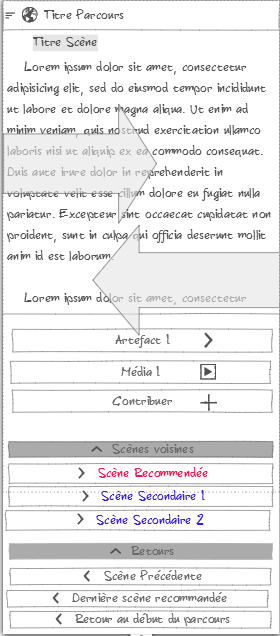 Titre Parcours
Titre Scène
Lorem ipsum dolor sit amet, consectetur
adipisicing elit, sed do eiusmod tempor incididunt
ut labore et dolore magna aliqua. Ut enim ad
minim veniam, quis nostrud exercitation ullamco
laboris nisi ut aliquip ex ea commodo consequat.
Duis aute irure dolor in reprehenderit in
voluptate velit esse cillum dolore eu fugiat nulla
pariatur. Excepteur sint occaecat cupidatat non
proident, sunt in culpa qui officia deserunt mollit
anim id est laborum.
Lorem ipsum dolor sit amet, consectetur
Artefact 1
Média 1
Contribuer
Scènes voisines
Scène Recommendée
Scène Secondaire 1
Scène Secondaire 2
Retours
Scène Précédente
Dernière scène recommandée
Retour au début du parcours